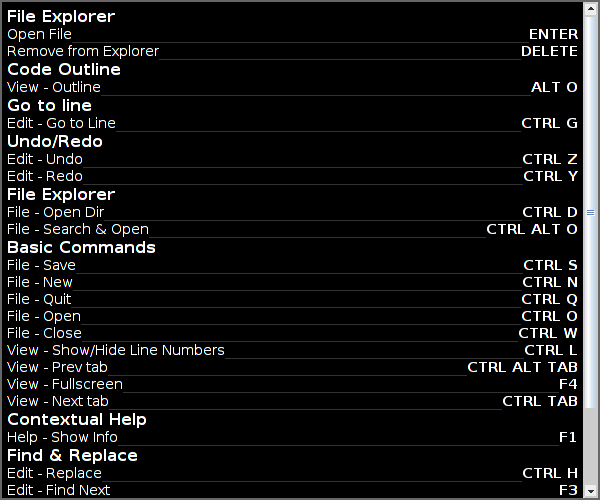 File Explorer
Open File ENTER
Remove from Explorer DELETE
Code Outline
View - Outline ALT O
Go to line
Edit - Go to Line CTRL G
Undo/Redo
Edit - Undo CTRL Z
Edit - Redo CTRL Y
File Explorer
File - Open Dir CTRL D
File - Search & Open CTRL ALT O
Basic Commands
File - Save CTRL S
File - New CTRL N
File - Quit CTRL Q
File - Open CTRL O
File - Close CTRL W
View - Show/Hide Line Numbers CTRL L
View - Prev tab CTRL ALT TAB
View - Fullscreen F4
View - Next tab CTRL TAB
Contextual Help
Help - Show Info F1
Find & Replace
Edit - Replace CTRL H
Edit - Find Next F3